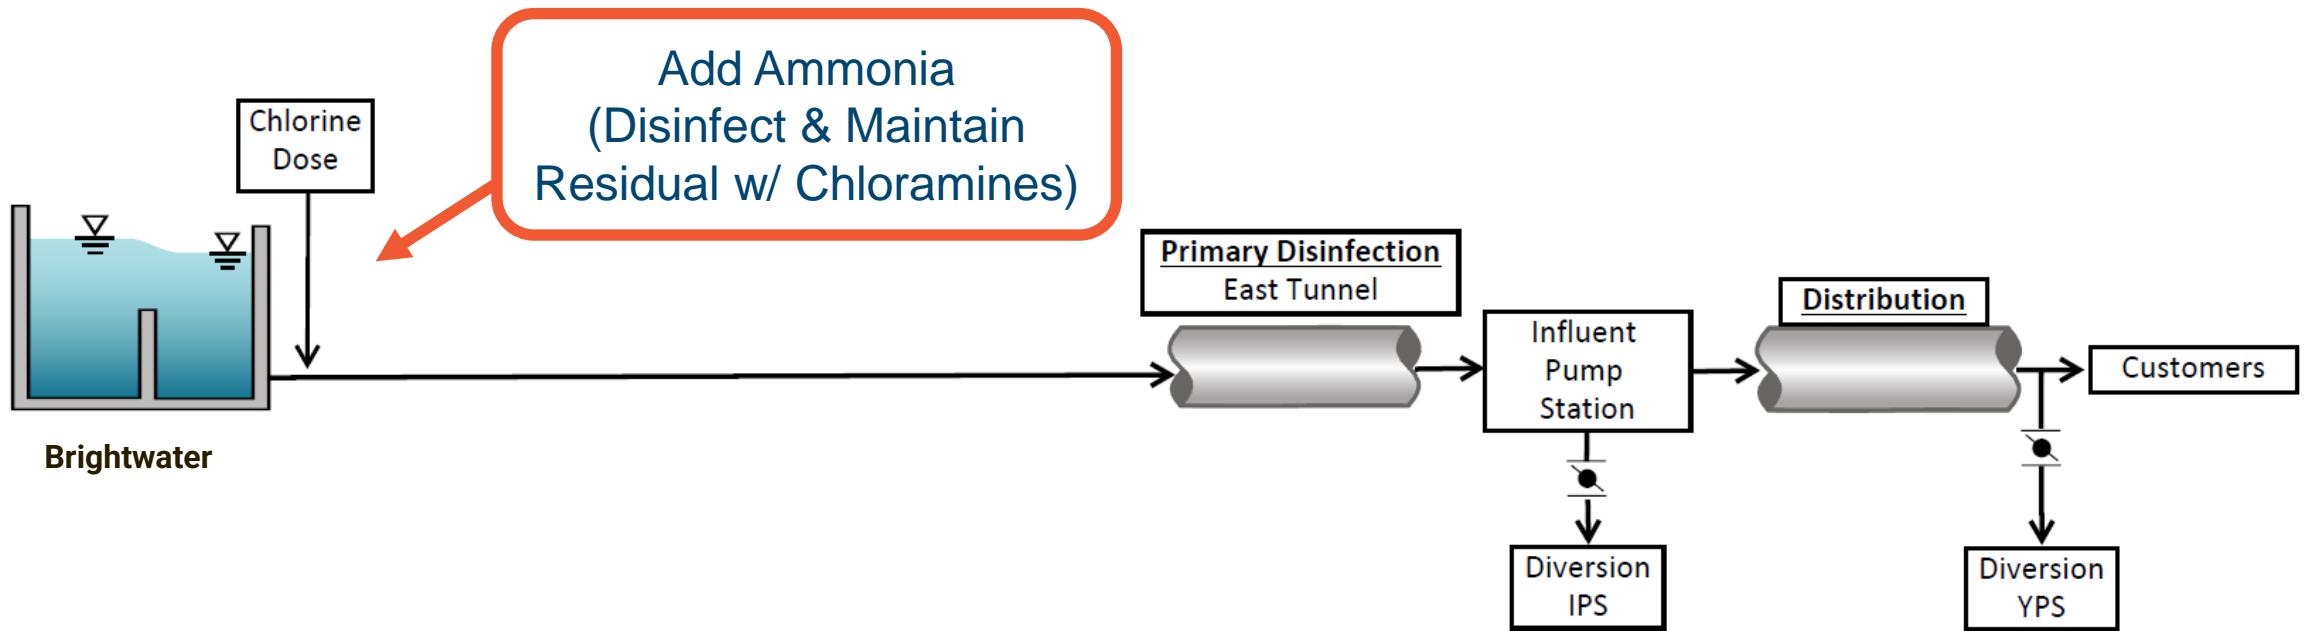 Add Ammonia
(Disinfect & Maintain
Residual w/ Chloramines)
Chlorine
Dose
Primary Disinfection
East Tunnel
Distribution
Influent
Pump
Station
Customers
Brightwater
Diversion
IPS
Diversion
YPS